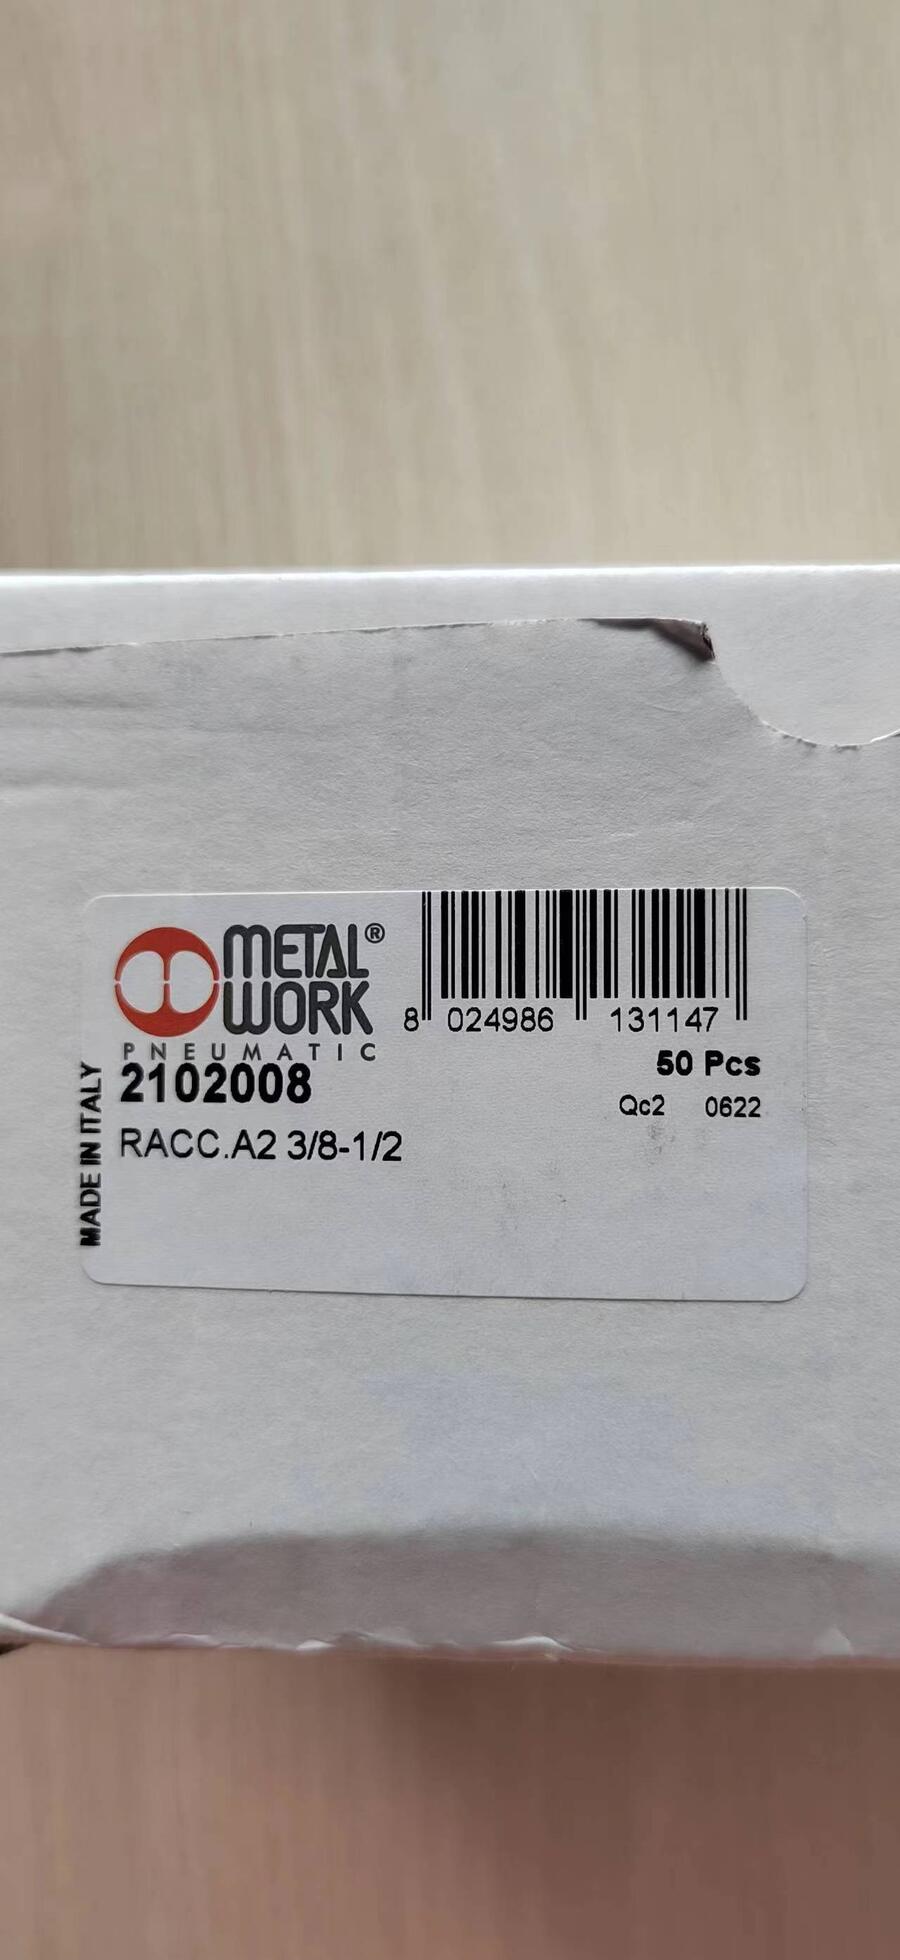 METAL®
WORK
PNEUMATIC
8 024986 131147
2102008
50 Pcs
Qc2 0622
RACC.A2 3/8-1/2
MADE IN ITALY